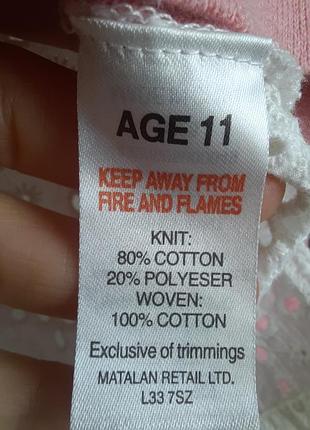 AGE 11
KEEP AWAY FROM
FIRE AND FLAMES
KNIT:
80% COTTON
20% POLYESER
WOVEN:
100% COTTON
Exclusive of trimmings
MATALAN RETAIL LTD.
L33 7SZ